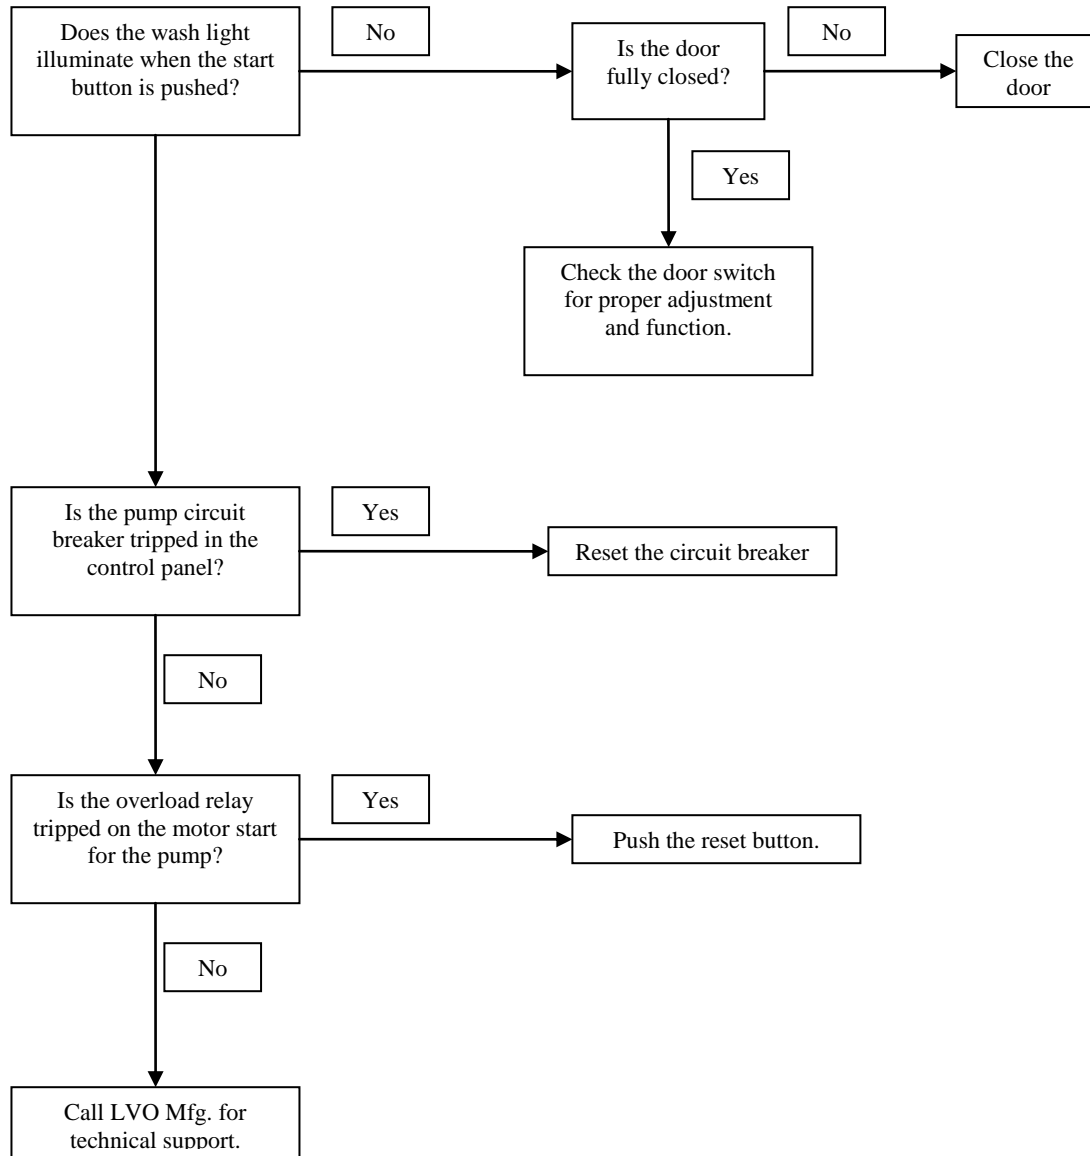 Does the wash light
illuminate when the start
button is pushed?
No
Is the door
fully closed?
No
Close the
door
Yes
Check the door switch
for proper adjustment
and function.
Is the pump circuit
breaker tripped in the
control panel?
Yes
Reset the circuit breaker
No
Is the overload relay
tripped on the motor start
for the pump?
Yes
Push the reset button.
No
Call LVO Mfg. for
technical support.